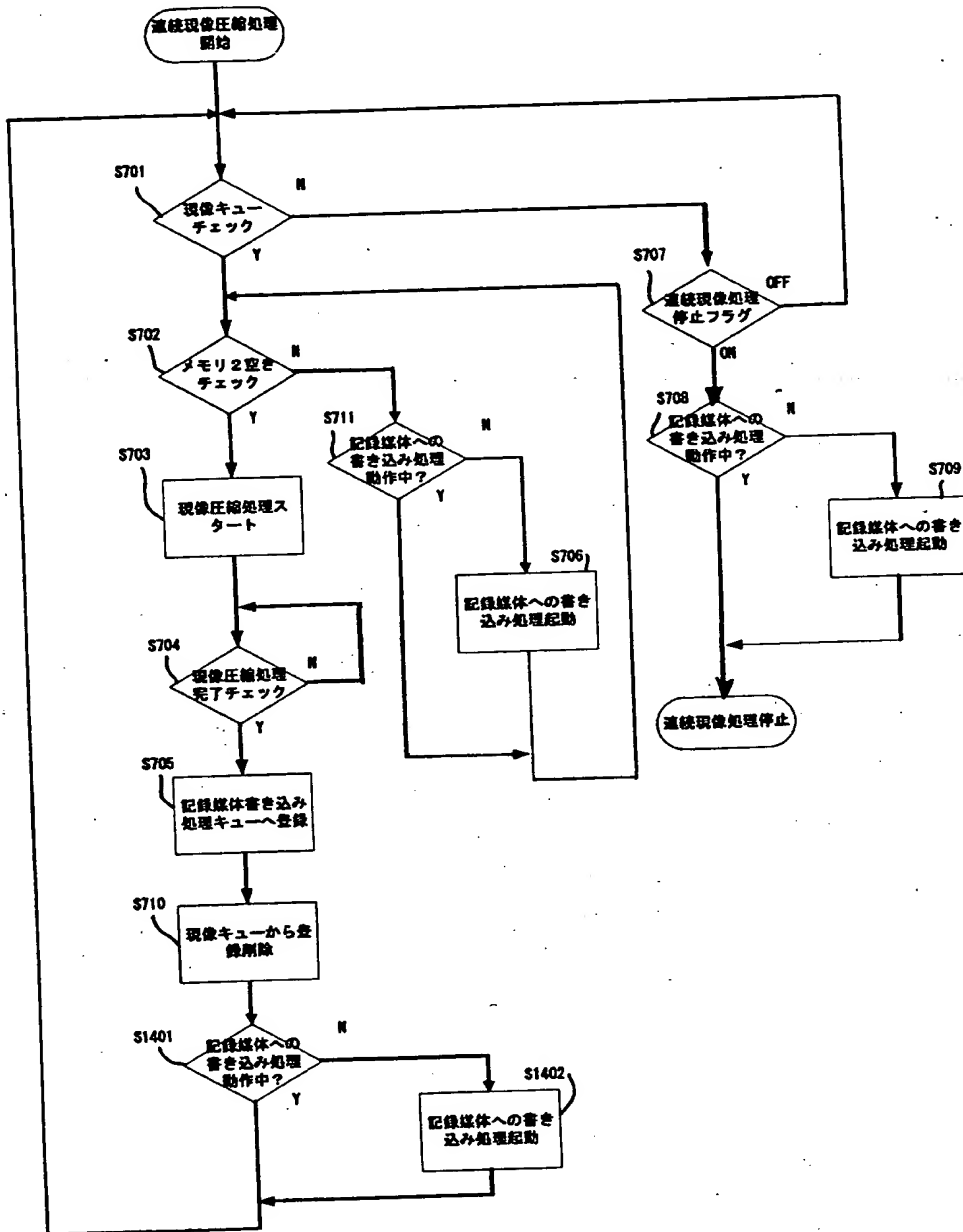 連続現像圧縮処理
開始
S701
現像キュー
チェック
N
Y
S707
連続現像処理
停止フラグ
OFF
ON
S702
メモリ2空き
チェック
N
Y
S711
記録媒体への
書き込み処理
動作中?
N
Y
S708
記録媒体への
書き込み処理
動作中?
N
Y
S703
現像圧縮処理ス
タート
S709
記録媒体への書き
込み処理起動
S706
記録媒体への書き
込み処理起動
S704
現像圧縮処理
完了チェック
N
Y
連続現像処理停止
S705
記録媒体書き込み
処理キューへ登録
S710
現像キューから登
録削除
S1401
記録媒体への
書き込み処理
動作中?
N
Y
S1402
記録媒体への書き
込み処理起動